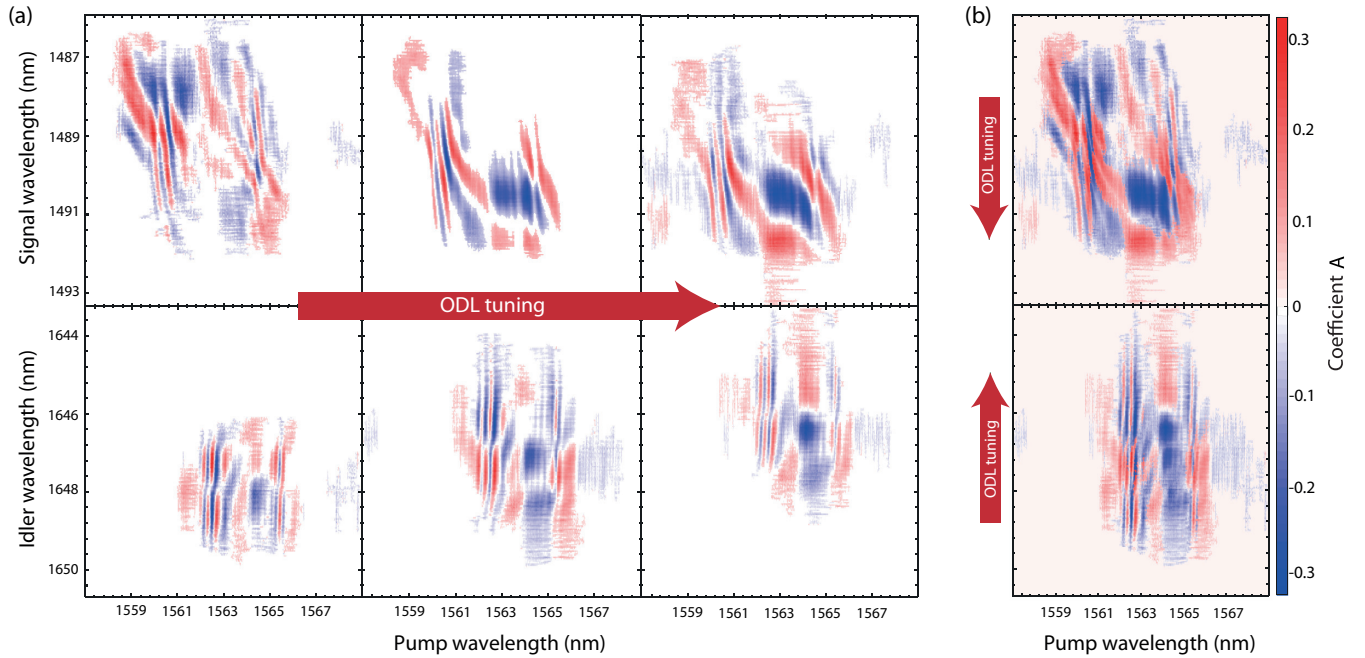 (a)
(b)
Signal wavelength (nm)
1487
1489
1491
1493
ODL tuning
Idler wavelength (nm)
1644
1646
1648
1650
1559 1561 1563 1565 1567
1559 1561 1563 1565 1567
1559 1561 1563 1565 1567
Pump wavelength (nm)
ODL tuning
ODL tuning
1559 1561 1563 1565 1567
Pump wavelength (nm)
0.3
0.2
0.1
0
-0.1
-0.2
-0.3
Coefficient A